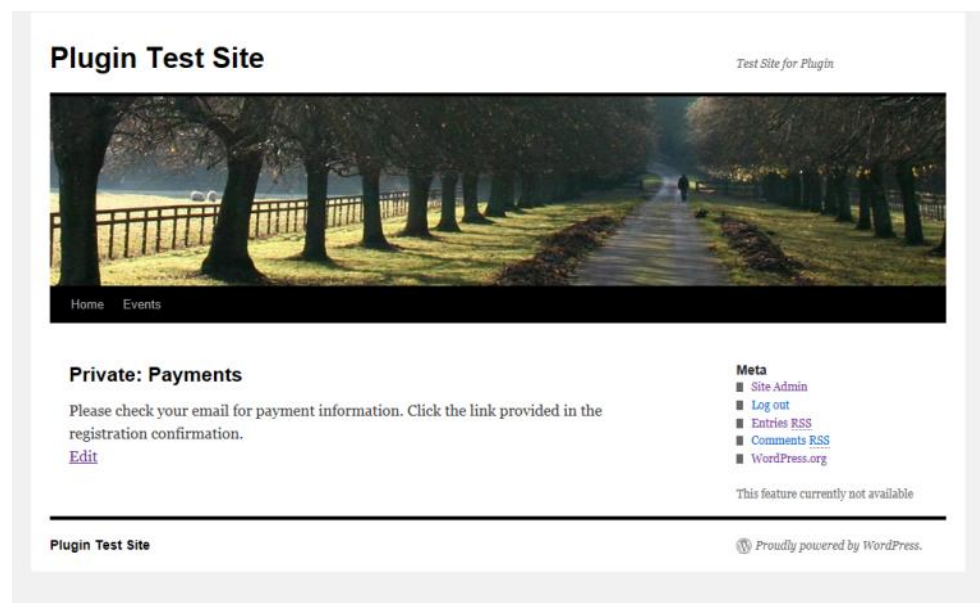 Plugin Test Site
Test Site for Plugin
Home Events
Private: Payments
Please check your email for payment information. Click the link provided in the
registration confirmation.
Edit
Meta
Site Admin
Log out
Entries RSS
Comments RSS
WordPress.org
This feature currently not available
Plugin Test Site
Proudly powered by WordPress.